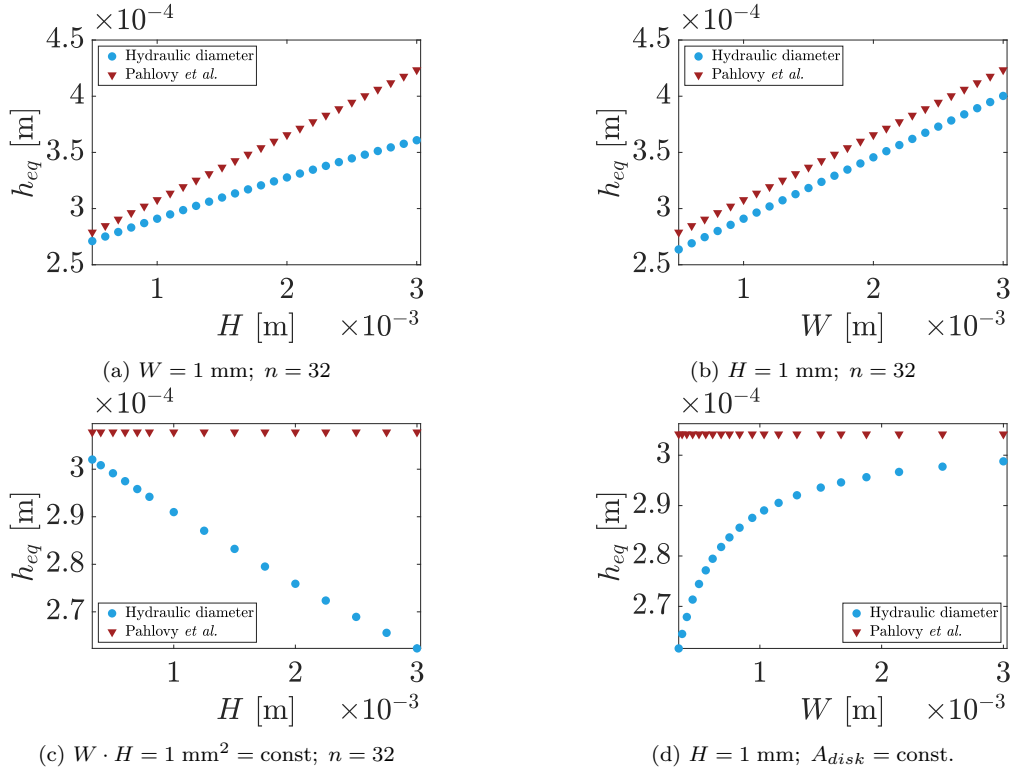 ×10⁻⁴
4.5
4
3.5
3
2.5
h_eq [m]
Hydraulic diameter
Pahlovy et al.
1 2 3
H [m] ×10⁻³
(a) W = 1 mm; n = 32
×10⁻⁴
4.5
4
3.5
3
2.5
h_eq [m]
Hydraulic diameter
Pahlovy et al.
1 2 3
W [m] ×10⁻³
(b) H = 1 mm; n = 32
×10⁻⁴
3
2.9
2.8
2.7
h_eq [m]
Hydraulic diameter
Pahlovy et al.
1 2 3
H [m] ×10⁻³
(c) W · H = 1 mm² = const; n = 32
×10⁻⁴
3
2.9
2.8
2.7
h_eq [m]
Hydraulic diameter
Pahlovy et al.
1 2 3
W [m] ×10⁻³
(d) H = 1 mm; A_disk = const.